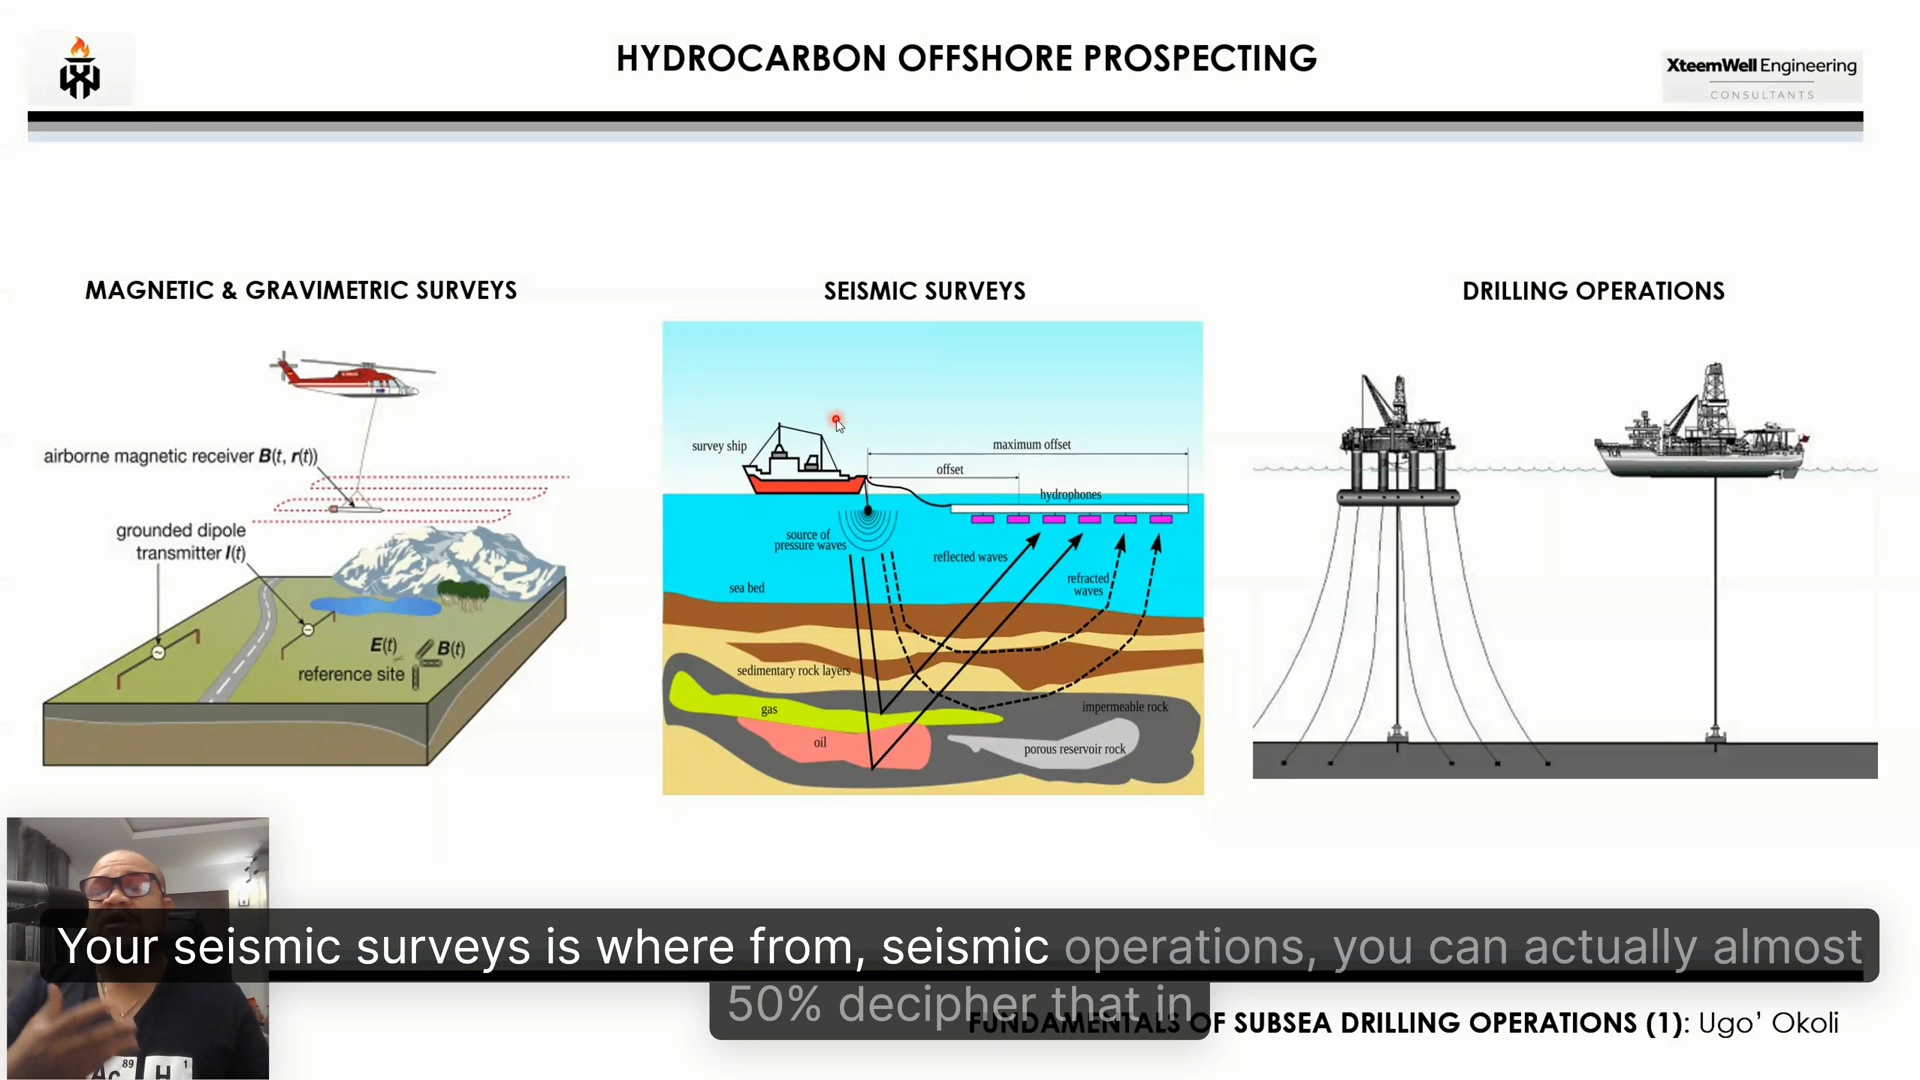 HYDROCARBON OFFSHORE PROSPECTING
XteemWell Engineering
CONSULTANTS
MAGNETIC & GRAVIMETRIC SURVEYS
airborne magnetic receiver B(t, r(t))
grounded dipole
transmitter I(t)
E(t)
B(t)
reference site
SEISMIC SURVEYS
survey ship
maximum offset
offset
hydrophones
source of
pressure waves
reflected waves
refracted
waves
sea bed
sedimentary rock layers
gas
impermeable rock
oil
porous reservoir rock
DRILLING OPERATIONS
Your seismic surveys is where from, seismic operations, you can actually almost
50% decipher that in
FUNDAMENTALS OF SUBSEA DRILLING OPERATIONS (1): Ugo’ Okoli
89
Ac
1
H